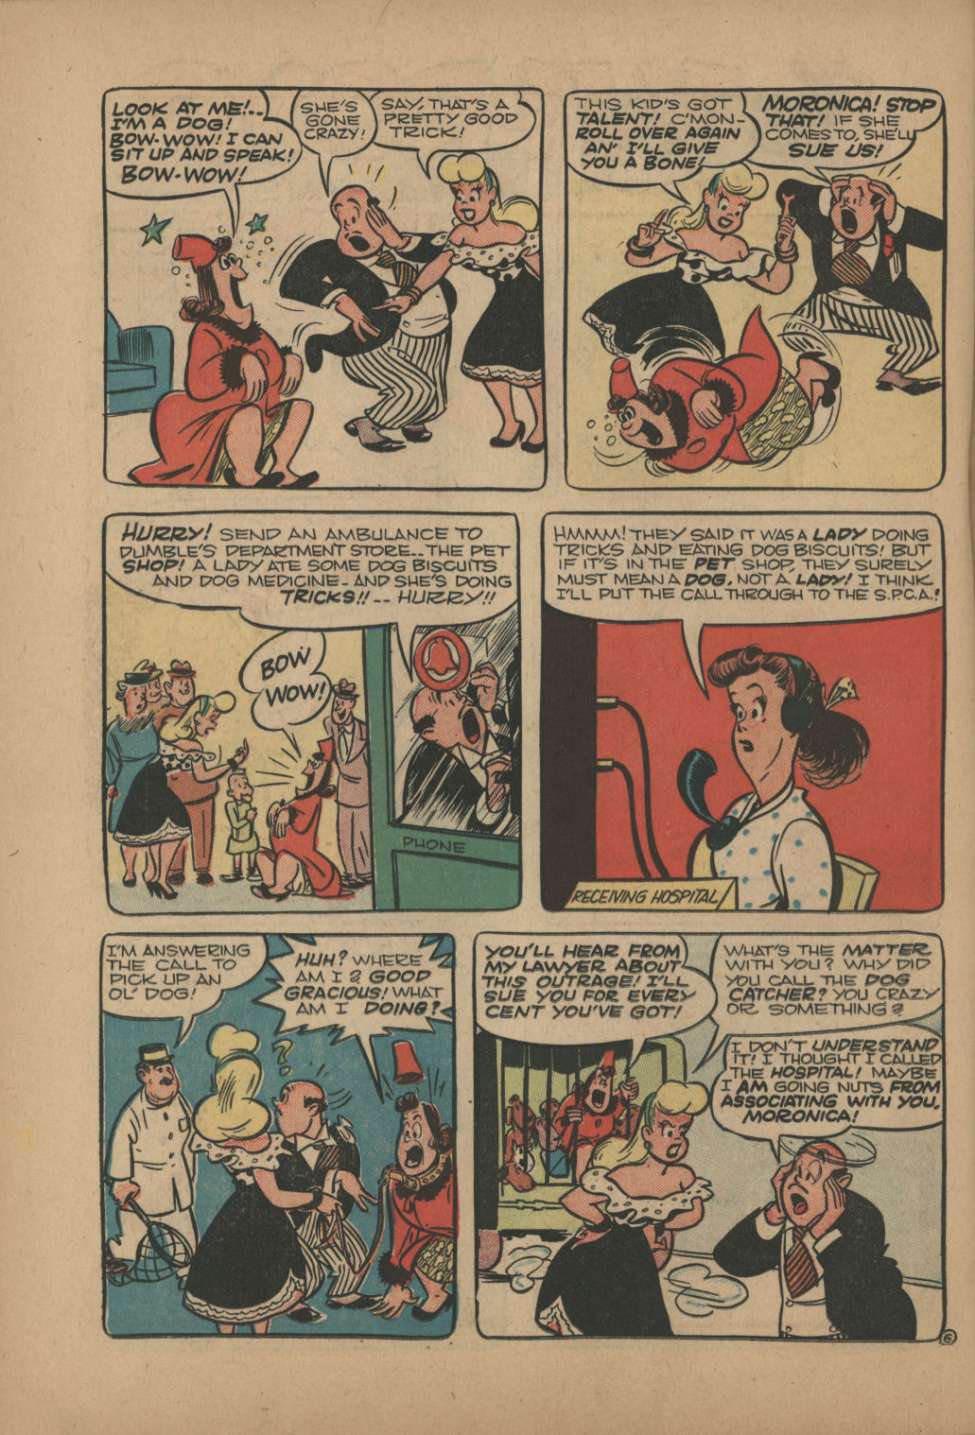 LOOK AT ME!..
I'M A DOG!
BOW-WOW! I CAN
SIT UP AND SPEAK!
BOW-WOW!
SHE'S
GONE
CRAZY!
SAY, THAT'S A
PRETTY GOOD
TRICK!
THIS KID'S GOT
TALENT! C'MON-
ROLL OVER AGAIN
AN' I'LL GIVE
YOU A BONE!
MORONICA! STOP
THAT! IF SHE
COMES TO, SHE'LL
SUE US!
HURRY! SEND AN AMBULANCE TO
DUMBLE'S DEPARTMENT STORE.. THE PET
SHOP! A LADY ATE SOME DOG BISCUITS
AND DOG MEDICINE- AND SHE'S DOING
TRICKS!! -- HURRY!!
BOW
WOW!
PHONE
HMMM! THEY SAID IT WAS A LADY DOING
TRICKS AND EATING DOG BISCUITS! BUT
IF IT'S IN THE PET SHOP, THEY SURELY
MUST MEAN A DOG, NOT A LADY! I THINK
I'LL PUT THE CALL THROUGH TO THE S.P.C.A.!
RECEIVING HOSPITAL
I'M ANSWERING
THE CALL TO
PICK UP AN
OL' DOG!
HUH? WHERE
AM I? GOOD
GRACIOUS! WHAT
AM I DOING?
?
YOU'LL HEAR FROM
MY LAWYER ABOUT
THIS OUTRAGE! I'LL
SUE YOU FOR EVERY
CENT YOU'VE GOT!
WHAT'S THE MATTER
WITH YOU? WHY DID
YOU CALL THE DOG
CATCHER? YOU CRAZY
OR SOMETHING?
I DON'T UNDERSTAND
IT! I THOUGHT I CALLED
THE HOSPITAL! MAYBE
I AM GOING NUTS FROM
ASSOCIATING WITH YOU,
MORONICA!
6